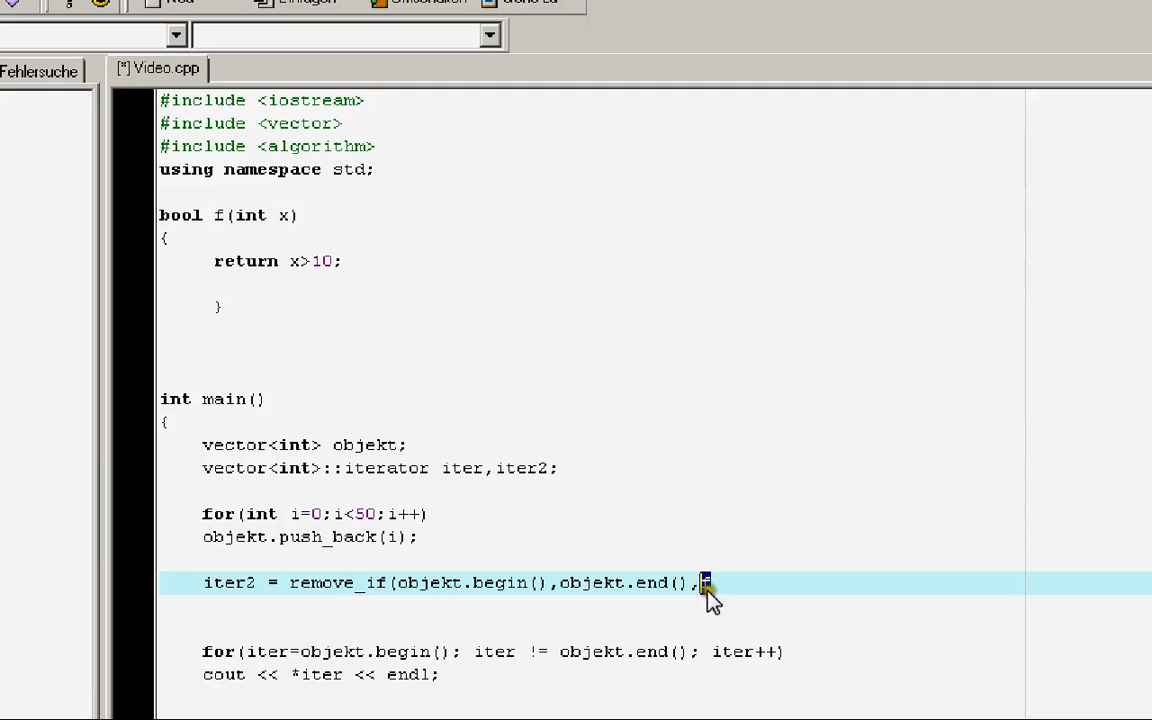 Fehlersuche
[*] Video.cpp
#include <iostream>
#include <vector>
#include <algorithm>
using namespace std;
bool f(int x)
{
return x>10;
}
int main()
{
vector<int> objekt;
vector<int>::iterator iter,iter2;
for(int i=0;i<50;i++)
objekt.push_back(i);
iter2 = remove_if(objekt.begin(),objekt.end(),f
for(iter=objekt.begin(); iter != objekt.end(); iter++)
cout << *iter << endl;